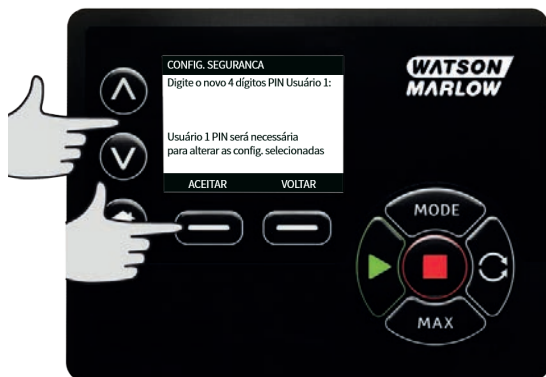 CONFIG. SEGURANCA
Digite o novo 4 dígitos PIN Usuário 1:
Usuário 1 PIN será necessária
para alterar as config. selecionadas
ACEITAR VOLTAR
WATSON
MARLOW
MODE
MAX